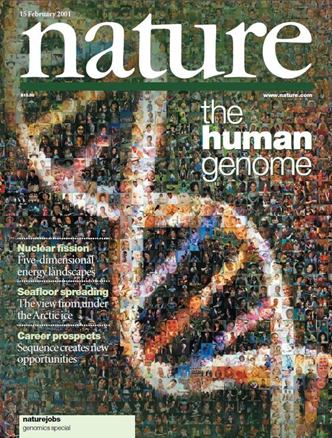 15 February 2001
nature
$10.00
www.nature.com
the
human
genome
Nuclear fission
Five-dimensional
energy landscapes
Seafloor spreading
The view from under
the Arctic ice
Career prospects
Sequence creates new
opportunities
naturejobs
genomics special